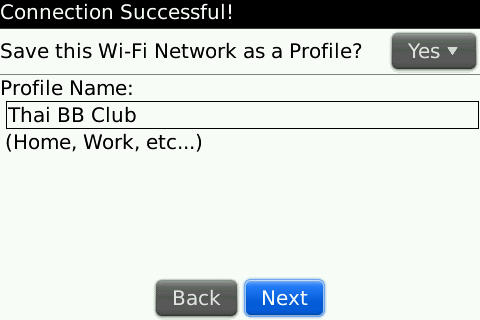 Connection Successful!
Save this Wi-Fi Network as a Profile? Yes
Profile Name:
Thai BB Club
(Home, Work, etc...)
Back Next